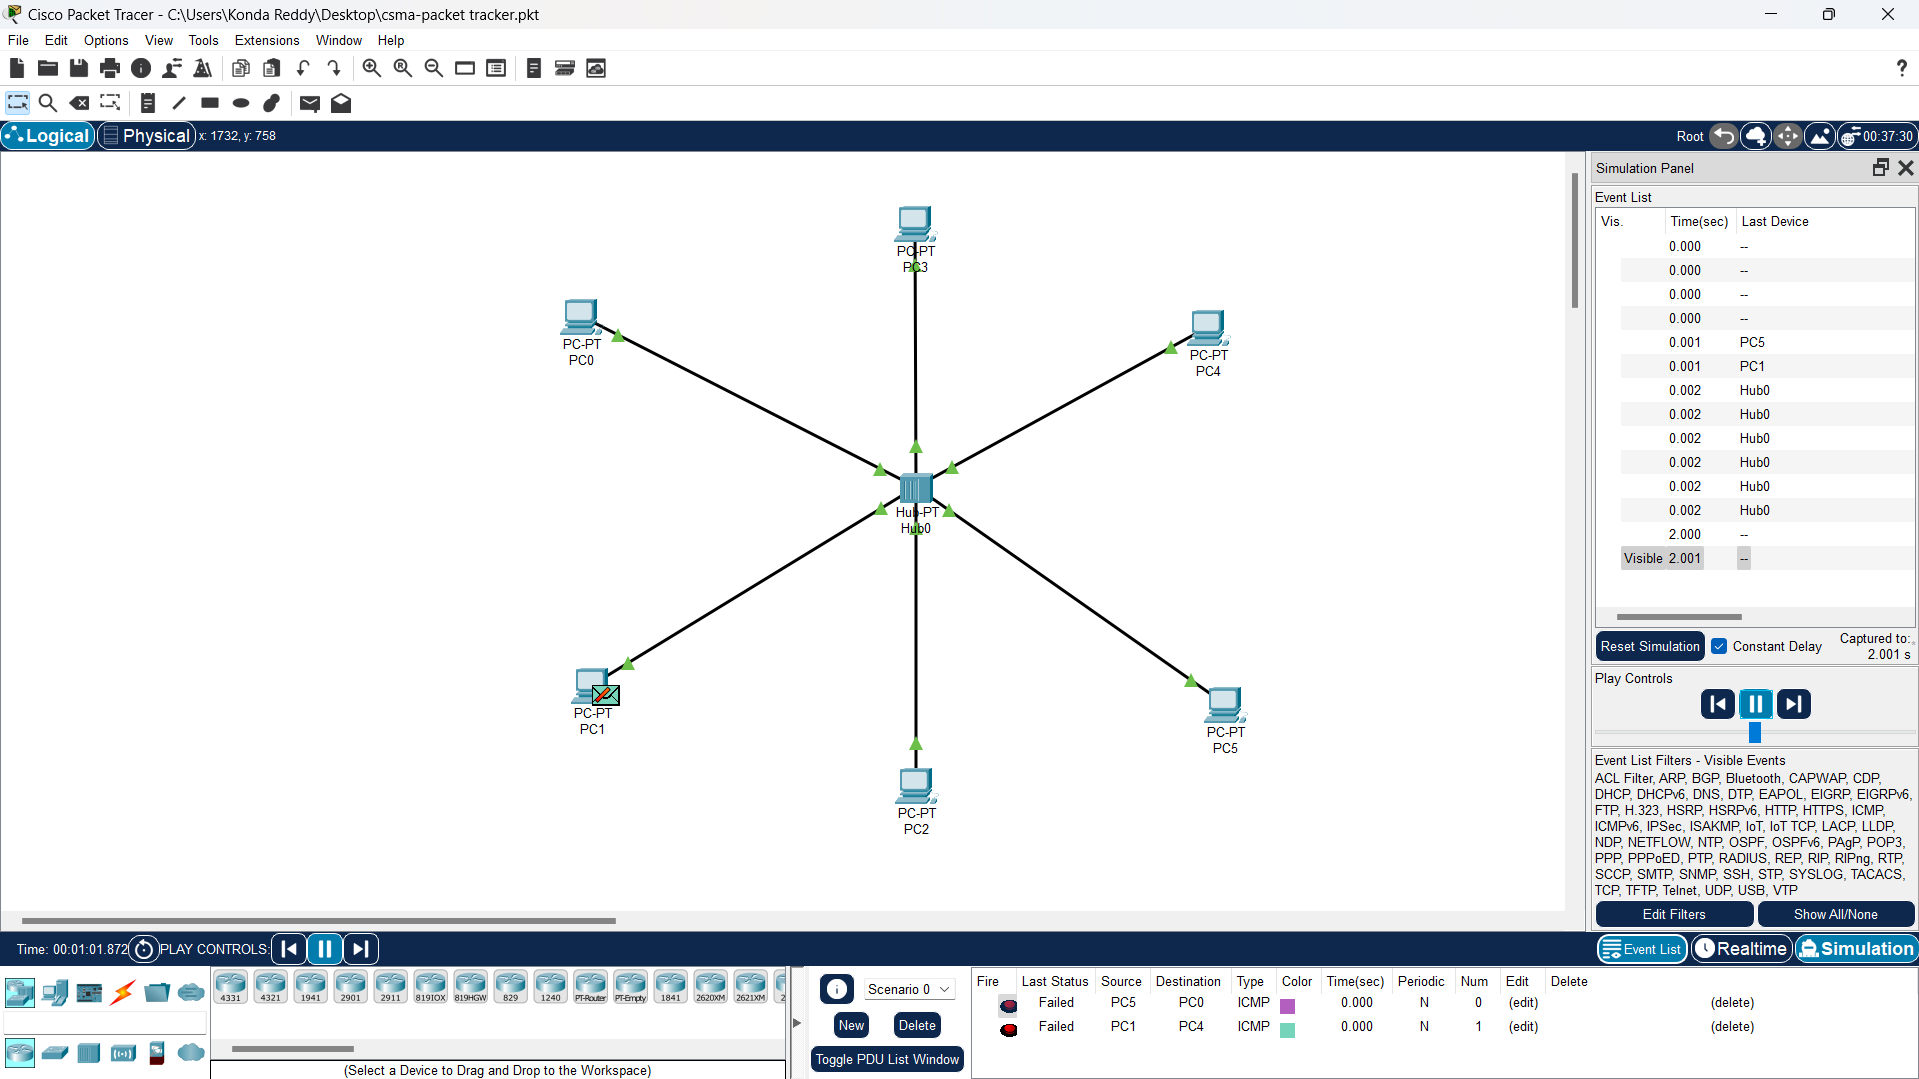 Cisco Packet Tracer - C:\Users\Konda Reddy\Desktop\csma-packet tracker.pkt
File Edit Options View Tools Extensions Window Help
Logical Physical x: 1732, y: 758 Root 00:37:30
PC-PT
PC3
PC-PT
PC0
PC-PT
PC4
Hub-PT
Hub0
PC-PT
PC1
PC-PT
PC5
PC-PT
PC2
Simulation Panel
Event List
Vis. Time(sec) Last Device
0.000 --
0.000 --
0.000 --
0.000 --
0.001 PC5
0.001 PC1
0.002 Hub0
0.002 Hub0
0.002 Hub0
0.002 Hub0
0.002 Hub0
0.002 Hub0
2.000 --
Visible 2.001 --
Reset Simulation Constant Delay Captured to:
2.001 s
Play Controls
Event List Filters - Visible Events
ACL Filter, ARP, BGP, Bluetooth, CAPWAP, CDP,
DHCP, DHCPv6, DNS, DTP, EAPOL, EIGRP, EIGRPv6,
FTP, H.323, HSRP, HSRPv6, HTTP, HTTPS, ICMP,
ICMPv6, IPSec, ISAKMP, IoT, IoT TCP, LACP, LLDP,
NDP, NETFLOW, NTP, OSPF, OSPFv6, PAgP, POP3,
PPP, PPPoED, PTP, RADIUS, REP, RIP, RIPng, RTP,
SCCP, SMTP, SNMP, SSH, STP, SYSLOG, TACACS,
TCP, TFTP, Telnet, UDP, USB, VTP
Edit Filters Show All/None
Time: 00:01:01.872 PLAY CONTROLS: Event List Realtime Simulation
4331 4321 1941 2901 2911 819IOX 819HGW 829 1240 PT-Router PT-Empty 1841 2620XM 2621XM 2
(Select a Device to Drag and Drop to the Workspace)
Scenario 0
New Delete
Toggle PDU List Window
Fire Last Status Source Destination Type Color Time(sec) Periodic Num Edit Delete
Failed PC5 PC0 ICMP 0.000 N 0 (edit) (delete)
Failed PC1 PC4 ICMP 0.000 N 1 (edit) (delete)